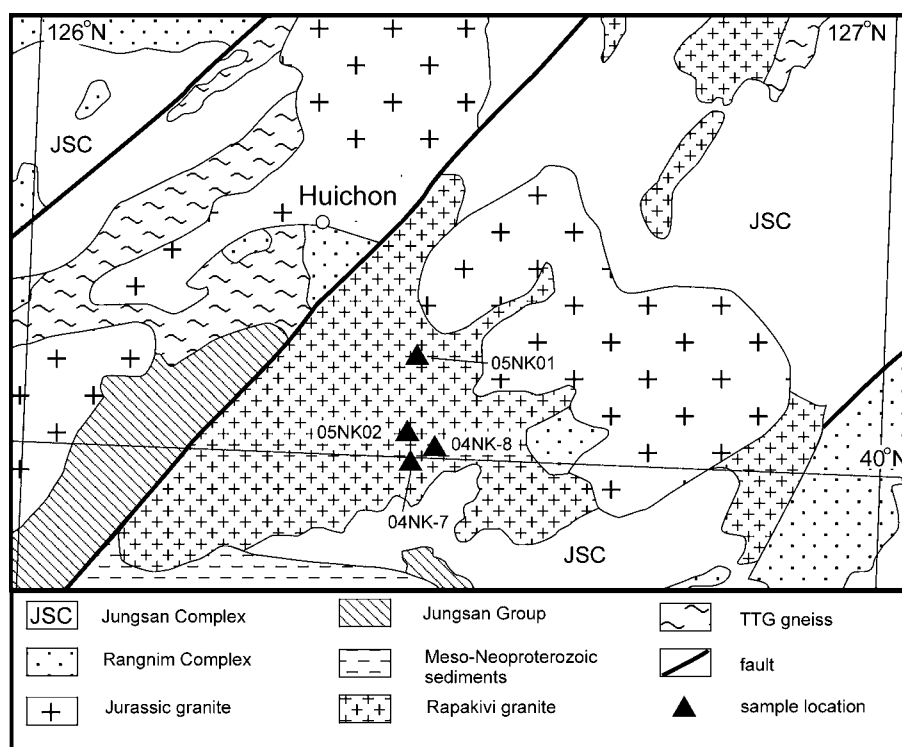 126°N
127°N
JSC
Huichon
JSC
05NK01
05NK02
04NK-8
40°N
04NK-7
JSC
JSC
Jungsan Complex
Jungsan Group
TTG gneiss
Rangnim Complex
Meso-Neoproterozoic
sediments
fault
Jurassic granite
Rapakivi granite
sample location